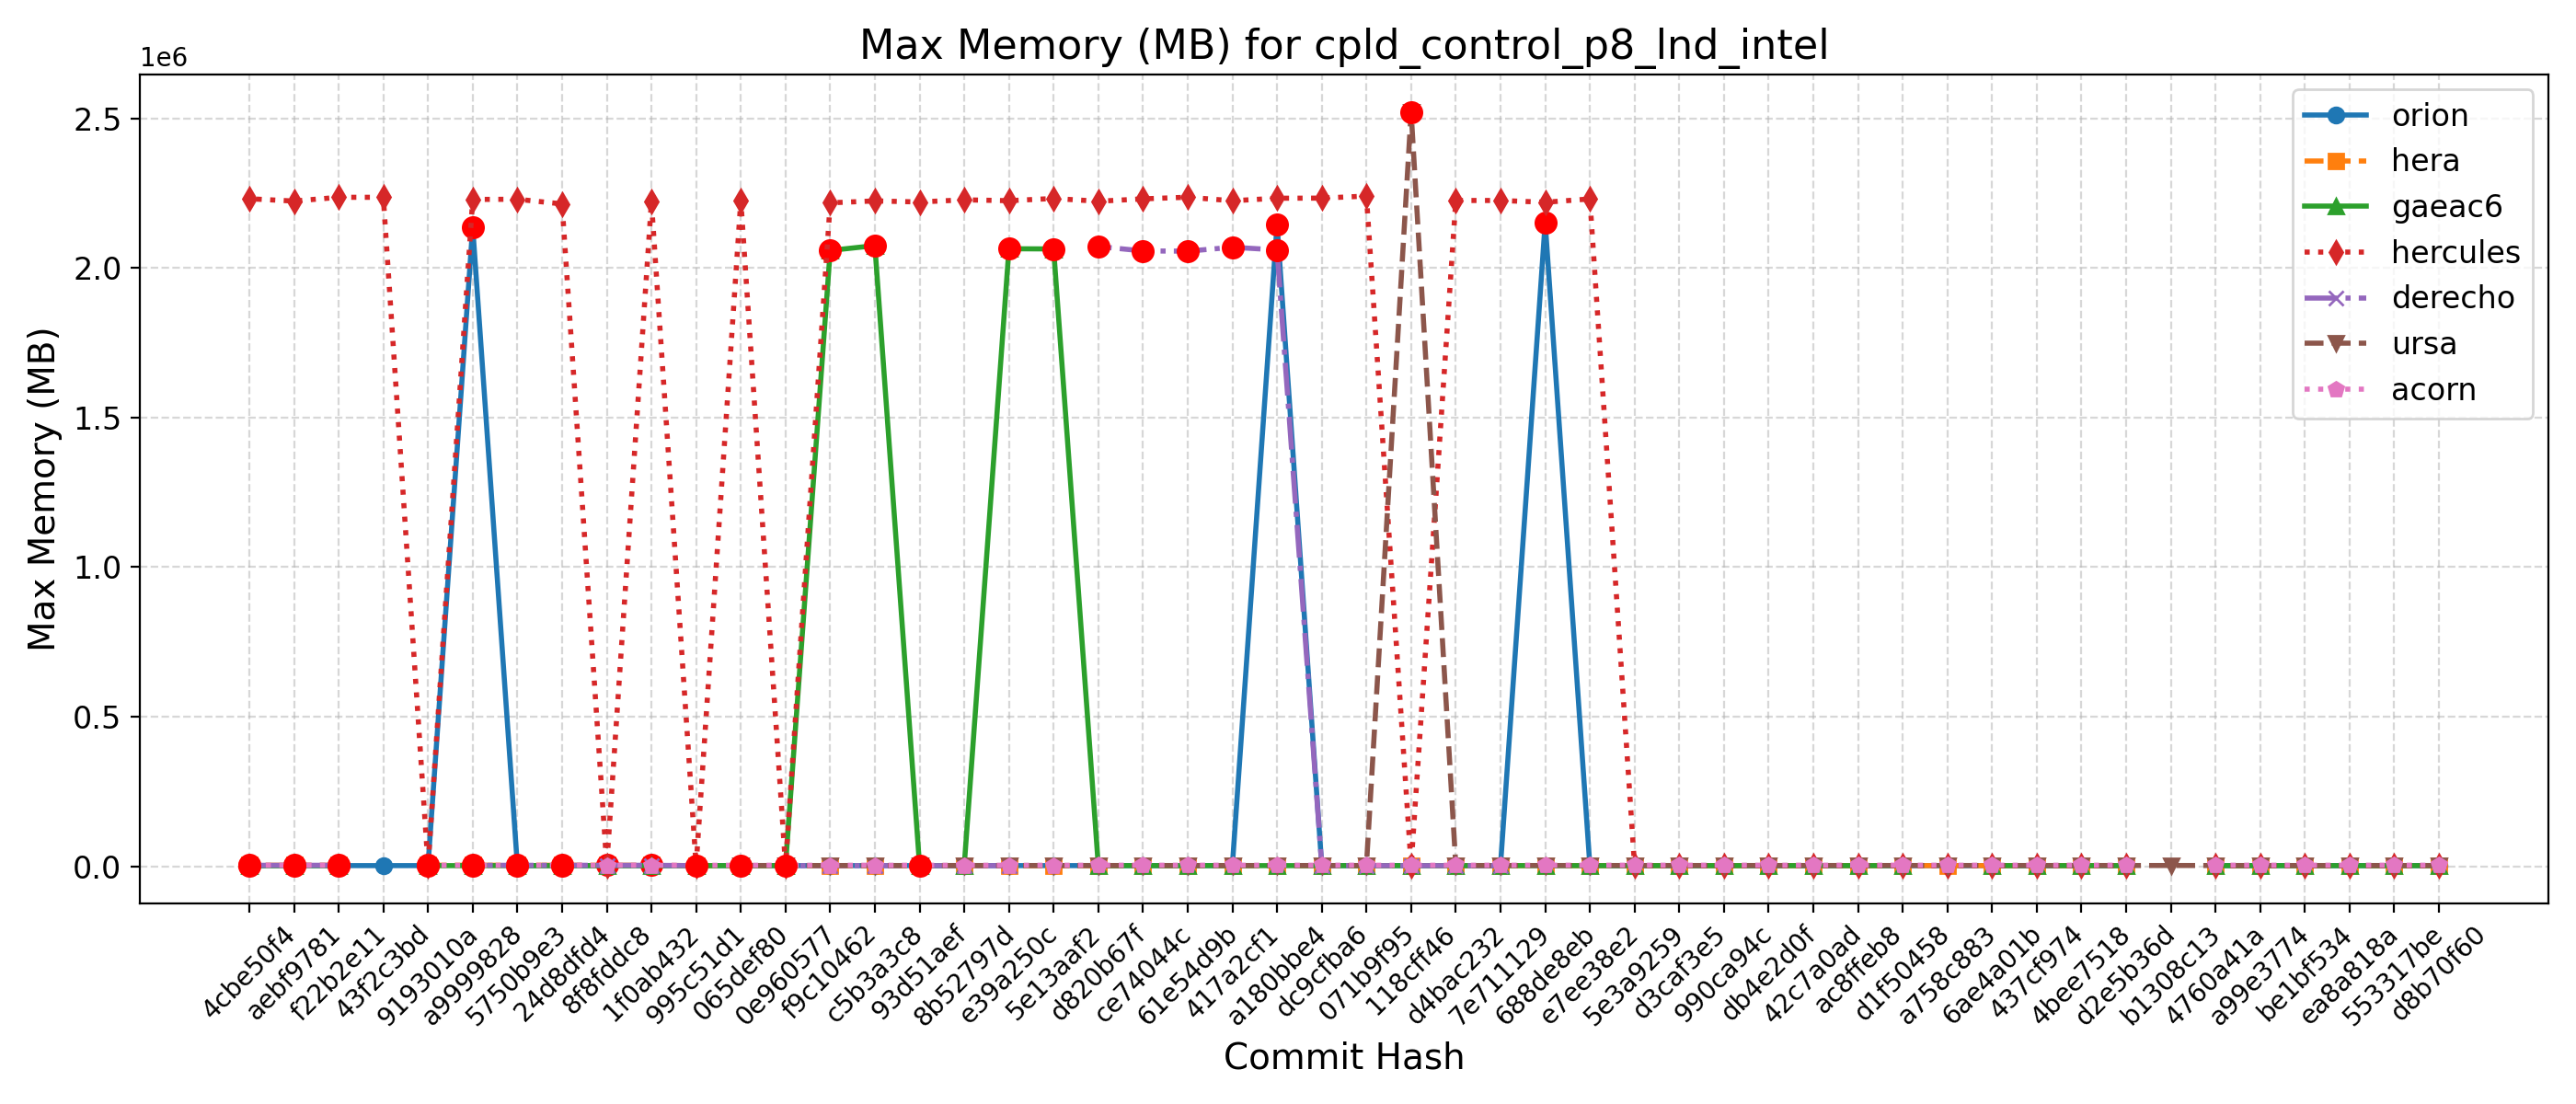 Max Memory (MB) for cpld_control_p8_lnd_intel
1e6
2.5
2.0
1.5
1.0
0.5
0.0
Max Memory (MB)
orion
hera
gaeac6
hercules
derecho
ursa
acorn
4cbe50f4
aebf9781
f22b2e11
43f2c3bd
9193010a
a9999828
5750b9e3
24d8dfd4
8f8fddc8
1f0ab432
995c51d1
065def80
0e960577
f9c10462
c5b3a3c8
93d51aef
8b52797d
e39a250c
5e13aaf2
d820b67f
ce74044c
61e54d9b
417a2cf1
a180bbe4
dc9cfba6
071b9f95
118cff46
d4bac232
7e711129
688de8eb
e7ee38e2
5e3a9259
d3caf3e5
990ca94c
db4e2d0f
42c7a0ad
ac8ffeb8
d1f50458
a758c883
6ae4a01b
437cf974
4bee7518
d2e5b36d
b1308c13
4760a41a
a99e3774
be1bf534
ea8a818a
553317be
d8b70f60
Commit Hash